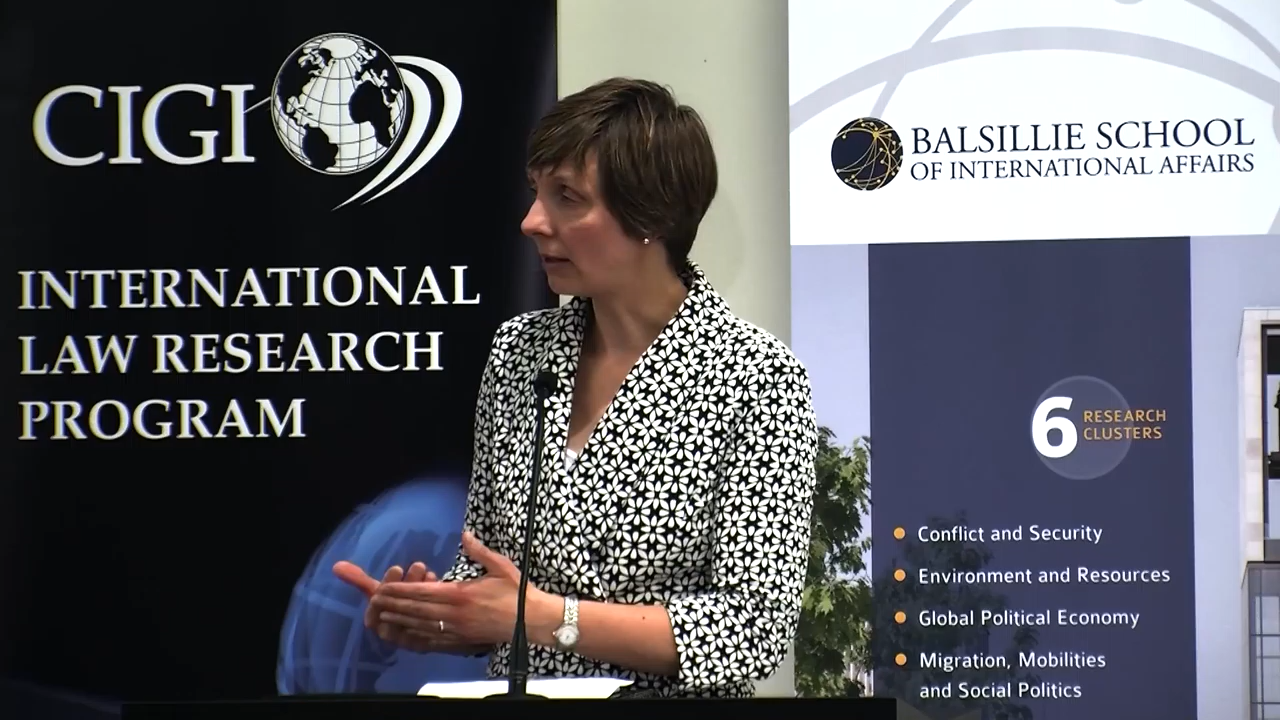 CIGI
INTERNATIONAL
LAW RESEARCH
PROGRAM
BALSILLIE SCHOOL
OF INTERNATIONAL AFFAIRS
6 RESEARCH
CLUSTERS
Conflict and Security
Environment and Resources
Global Political Economy
Migration, Mobilities
and Social Politics